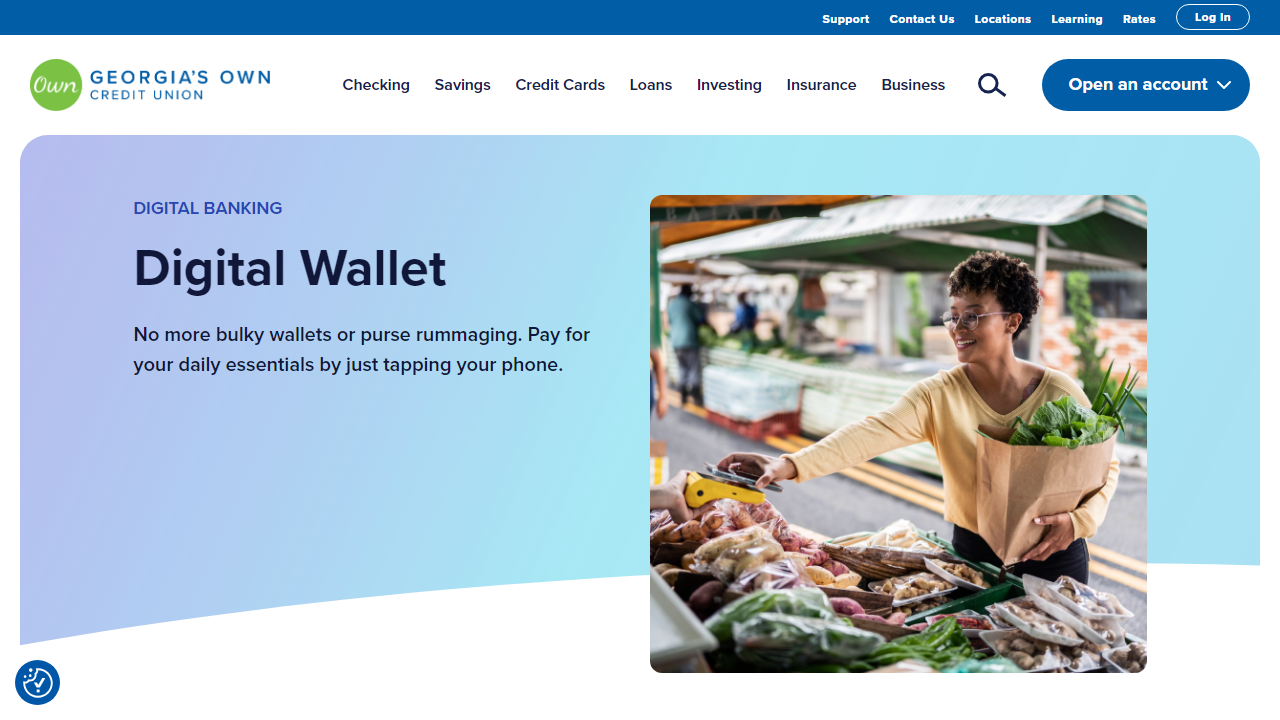 Support Contact Us Locations Learning Rates Log In
Own GEORGIA'S OWN
CREDIT UNION
Checking Savings Credit Cards Loans Investing Insurance Business Open an account
DIGITAL BANKING
Digital Wallet
No more bulky wallets or purse rummaging. Pay for
your daily essentials by just tapping your phone.